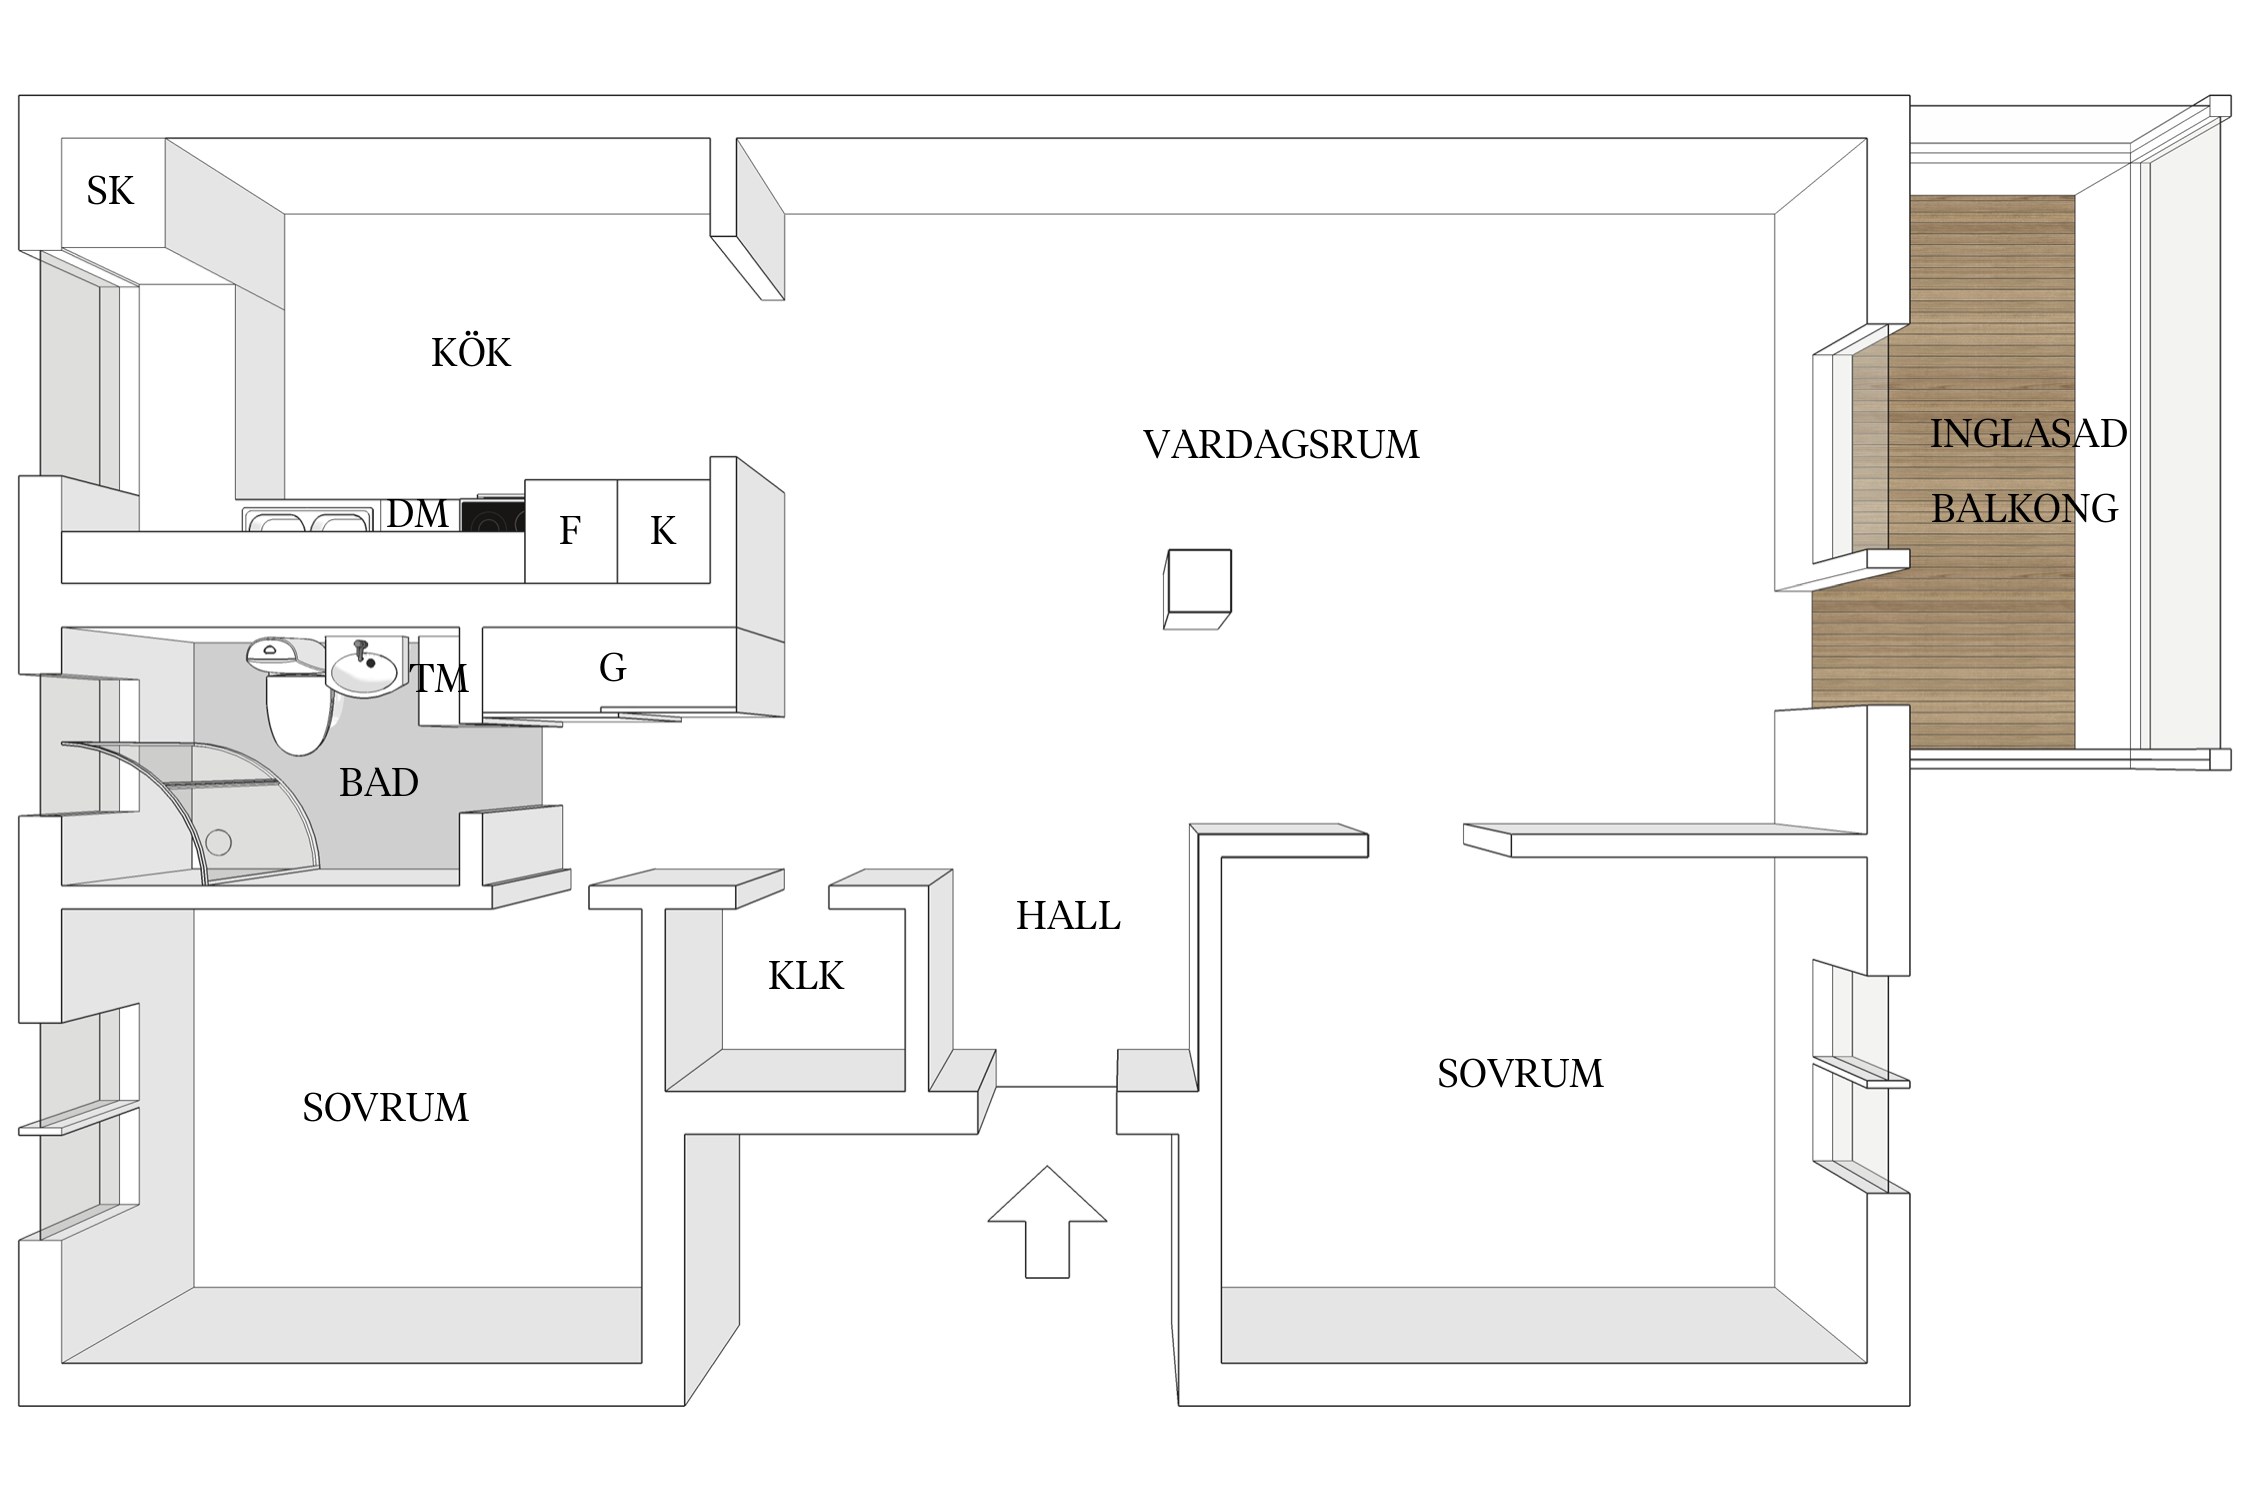 SK
KÖK
VARDAGSRUM
INGLASAD
BALKONG
DM
F
K
G
TM
BAD
HALL
KLK
SOVRUM
SOVRUM